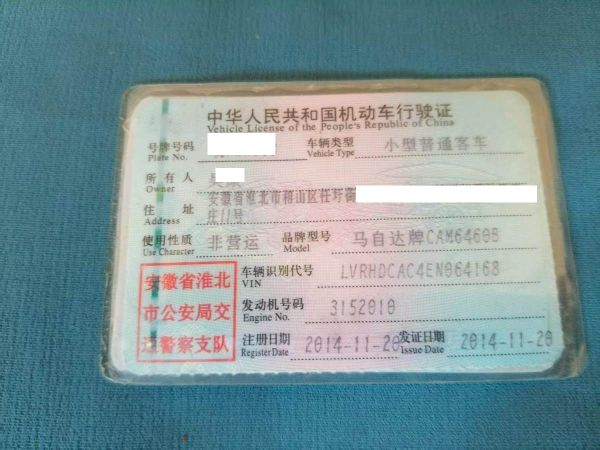 中华人民共和国机动车行驶证
Vehicle License of the People's Republic of China
号牌号码 Plate No.
车辆类型 Vehicle Type 小型普通客车
所有人 Owner
住址 Address 安徽省淮北市相山区任圩街
庄11号
使用性质 Use Character 非营运
品牌型号 Model 马自达牌CAM6460B
安徽省淮北
市公安局交
通警察支队
车辆识别代号 VIN LVRHDCAC4EN064168
发动机号码 Engine No. 3152010
注册日期 Register Date 2014-11-20
发证日期 Issue Date 2014-11-20